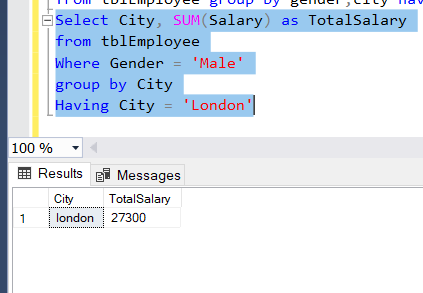 from tblEmployee group by gender,city hav
Select City, SUM(Salary) as TotalSalary
from tblEmployee
Where Gender = 'Male'
group by City
Having City = 'London'
100 %
Results Messages
City TotalSalary
1 london 27300